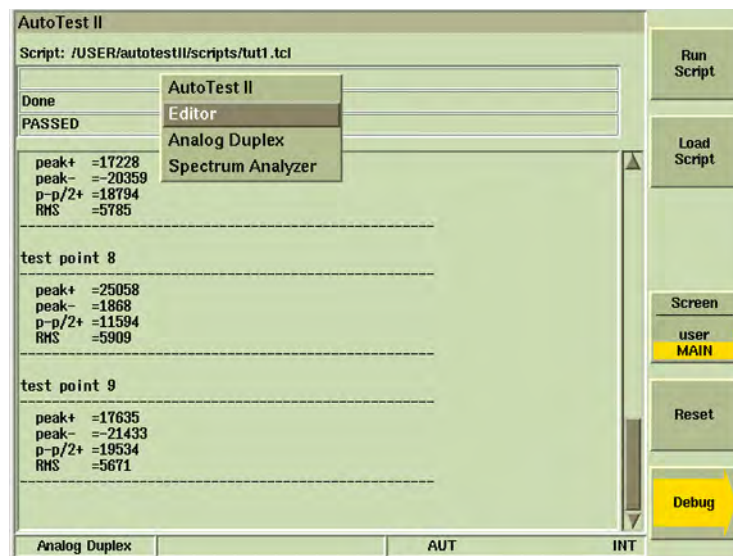 AutoTest II
Script: /USER/autotestII/scripts/tut1.tcl
Done
PASSED
AutoTest II
Editor
Analog Duplex
Spectrum Analyzer
peak+ =17228
peak- =-20359
p-p/2+ =18794
RMS =5785
--------------------------------------------------
test point 8
--------------------------------------------------
peak+ =25058
peak- =1868
p-p/2+ =11594
RMS =5909
--------------------------------------------------
test point 9
--------------------------------------------------
peak+ =17635
peak- =-21433
p-p/2+ =19534
RMS =5671
--------------------------------------------------
Analog Duplex
AUT
INT
Run
Script
Load
Script
Screen
user
MAIN
Reset
Debug